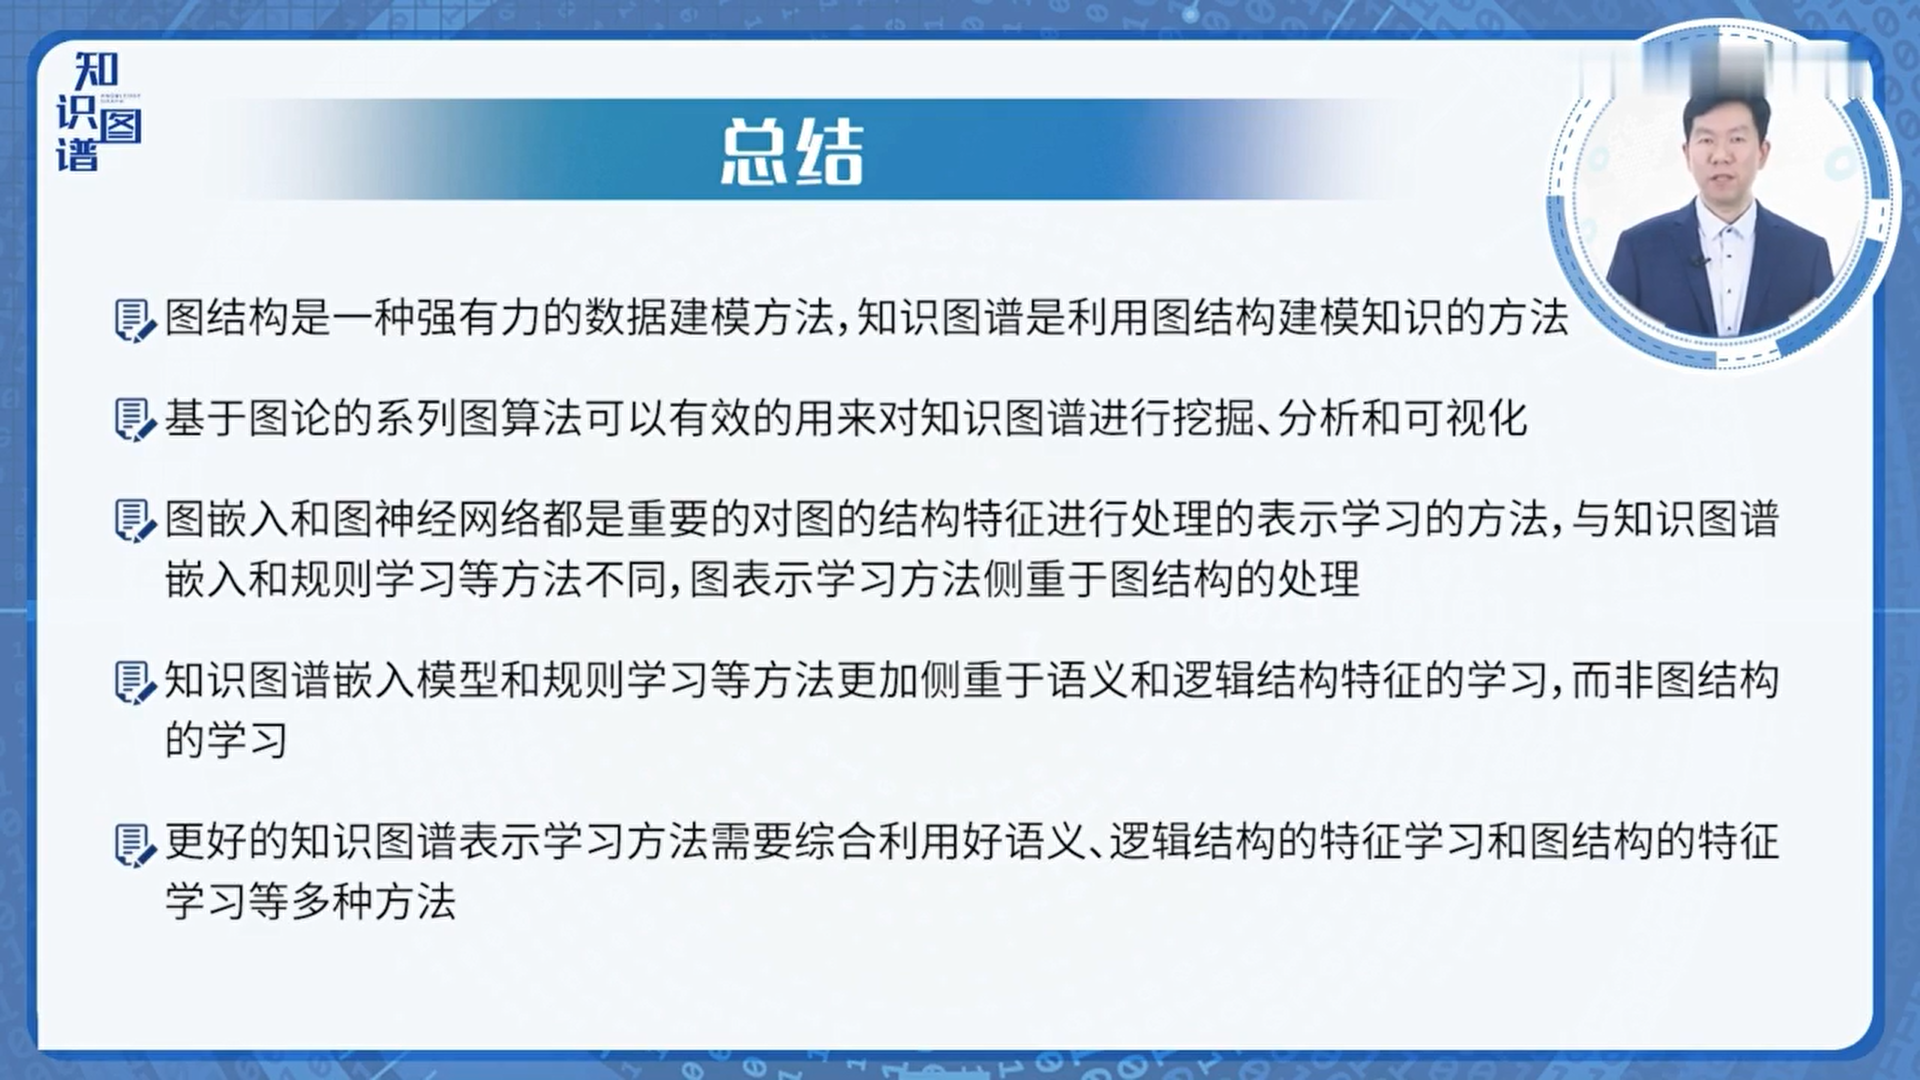 知识图谱
总结
图结构是一种强有力的数据建模方法,知识图谱是利用图结构建模知识的方法
基于图论的系列图算法可以有效的用来对知识图谱进行挖掘、分析和可视化
图嵌入和图神经网络都是重要的对图的结构特征进行处理的表示学习的方法,与知识图谱
嵌入和规则学习等方法不同,图表示学习方法侧重于图结构的处理
知识图谱嵌入模型和规则学习等方法更加侧重于语义和逻辑结构特征的学习,而非图结构
的学习
更好的知识图谱表示学习方法需要综合利用好语义、逻辑结构的特征学习和图结构的特征
学习等多种方法